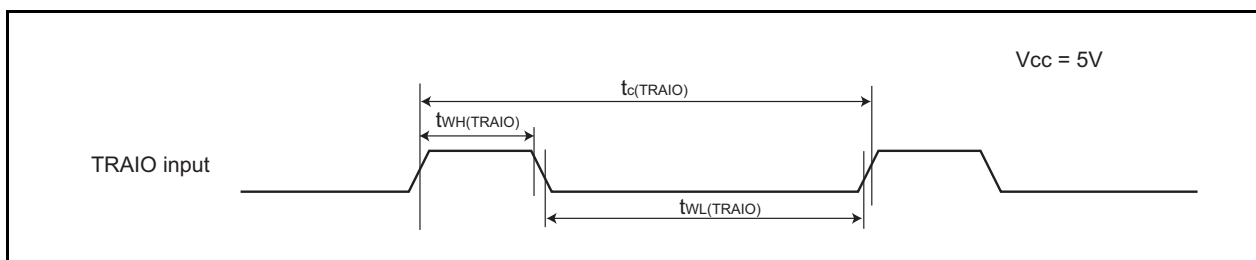 Vcc = 5V
tc(TRAIO)
tWH(TRAIO)
TRAIO input
tWL(TRAIO)